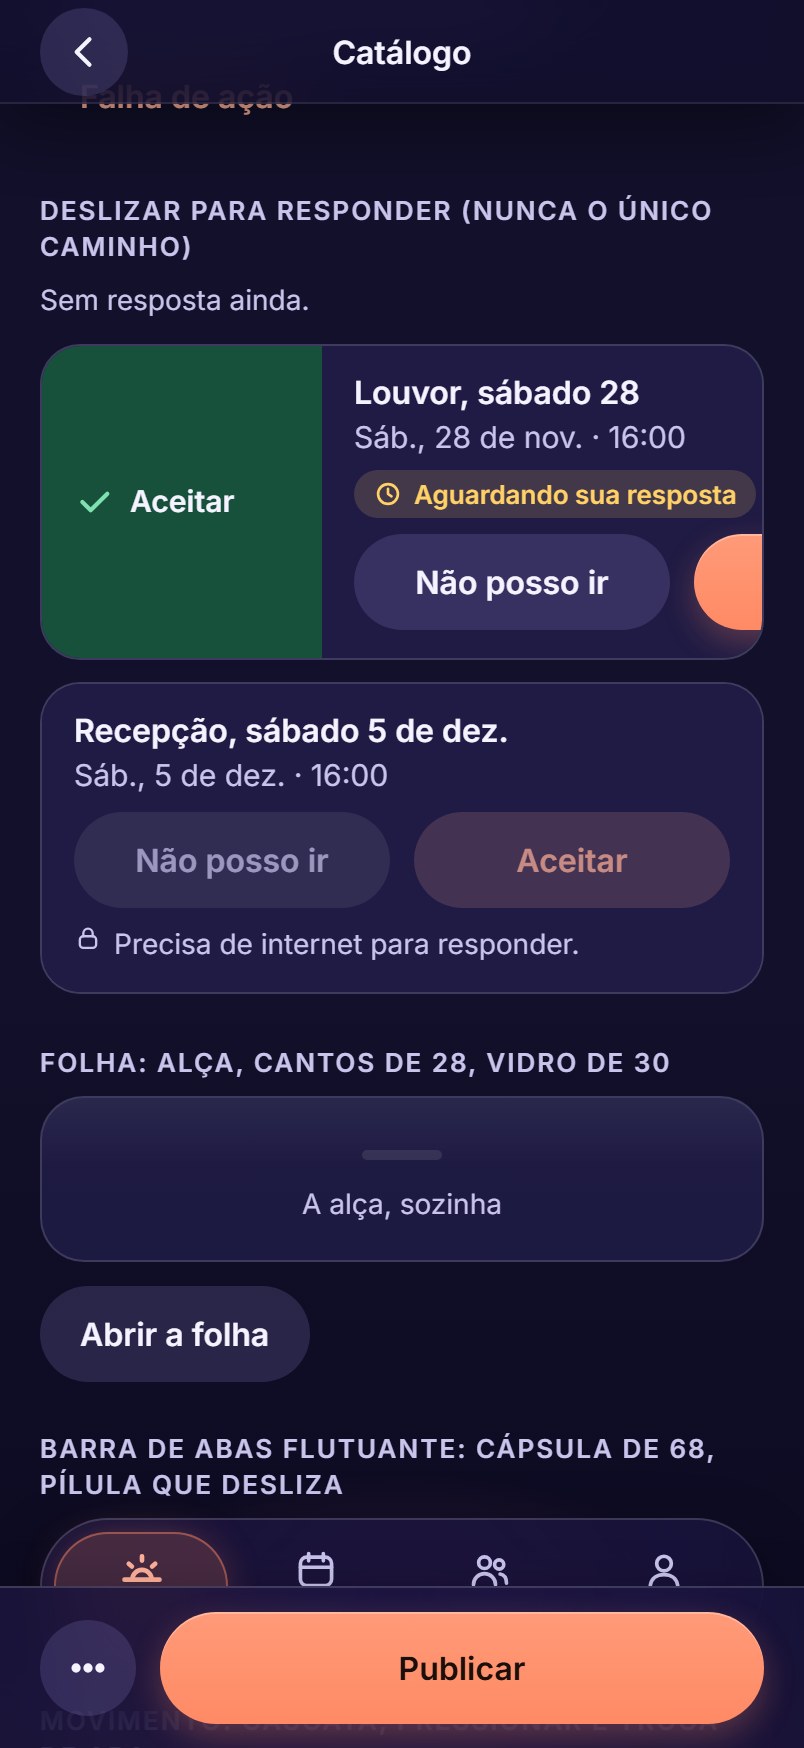 Catálogo
Falha de ação
DESLIZAR PARA RESPONDER (NUNCA O ÚNICO
CAMINHO)
Sem resposta ainda.
Aceitar
Louvor, sábado 28
Sáb., 28 de nov. · 16:00
Aguardando sua resposta
Não posso ir
Recepção, sábado 5 de dez.
Sáb., 5 de dez. · 16:00
Não posso ir
Aceitar
Precisa de internet para responder.
FOLHA: ALÇA, CANTOS DE 28, VIDRO DE 30
A alça, sozinha
Abrir a folha
BARRA DE ABAS FLUTUANTE: CÁPSULA DE 68,
PÍLULA QUE DESLIZA
Publicar
MOVIMENTO: